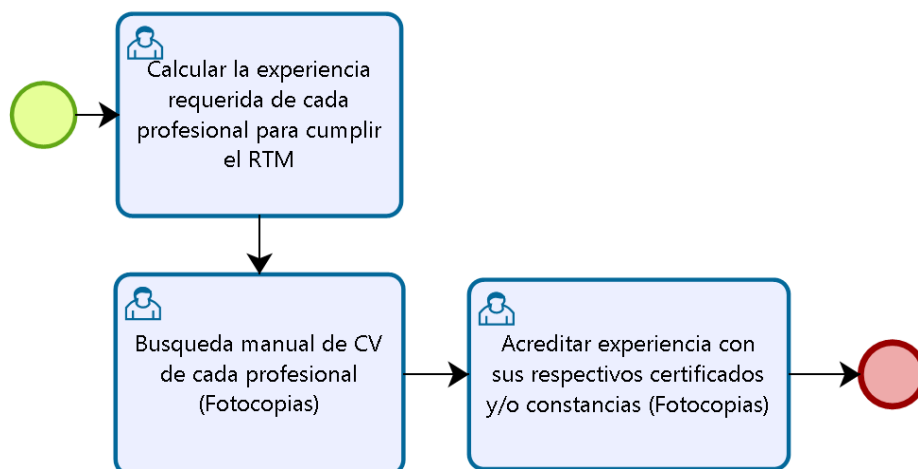 Calcular la experiencia
requerida de cada
profesional para cumplir
el RTM
Busqueda manual de CV
de cada profesional
(Fotocopias)
Acreditar experiencia con
sus respectivos certificados
y/o constancias (Fotocopias)